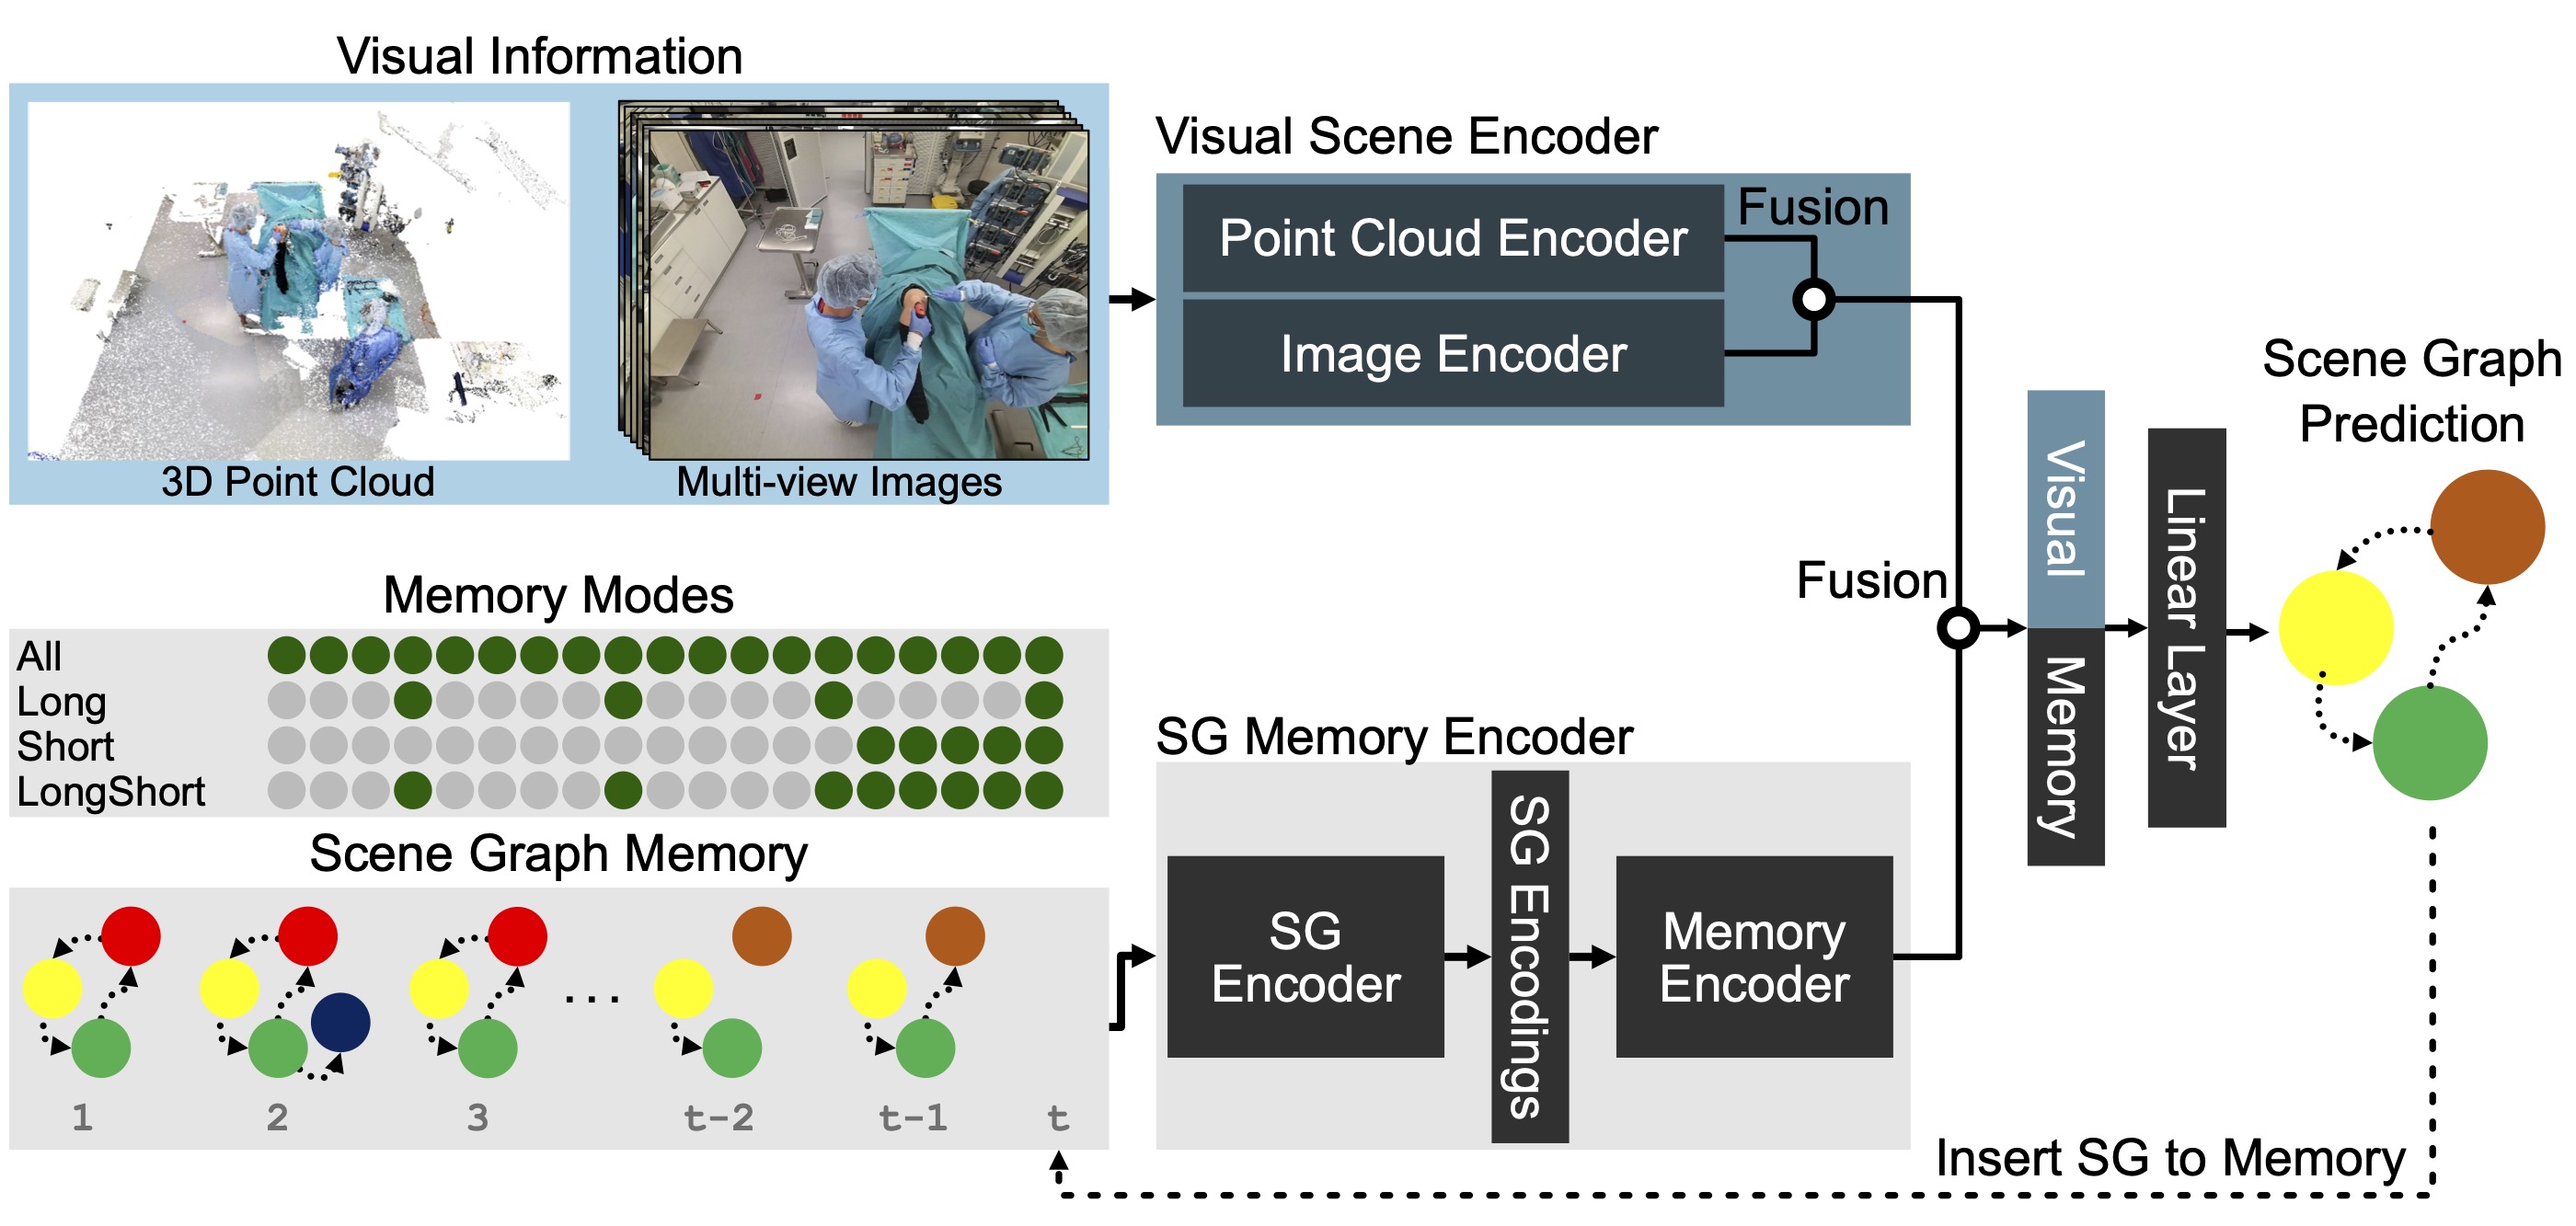 Visual Information
3D Point Cloud
Multi-view Images
Visual Scene Encoder
Point Cloud Encoder
Fusion
Image Encoder
Memory Modes
All
Long
Short
LongShort
Scene Graph Memory
...
1
2
3
t-2
t-1
t
SG Memory Encoder
SG
Encoder
SG Encodings
Memory
Encoder
Fusion
Visual
Memory
Linear Layer
Scene Graph
Prediction
Insert SG to Memory